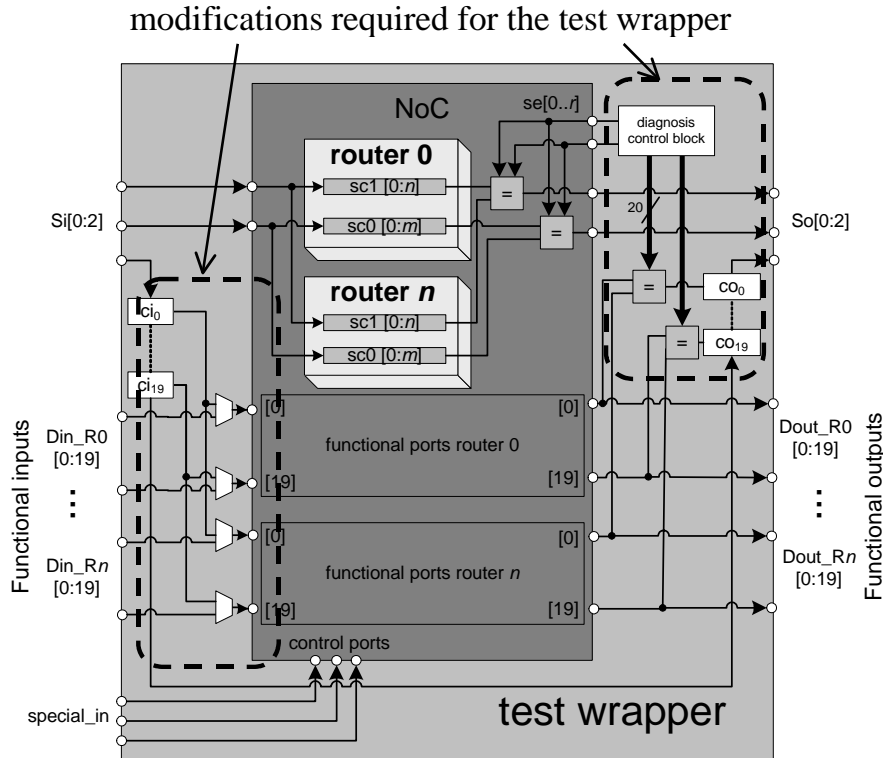 modifications required for the test wrapper
NoC
se[0..r]
diagnosis
control block
router 0
sc1 [0:n]
sc0 [0:m]
=
=
20
Si[0:2]
So[0:2]
router n
sc1 [0:n]
sc0 [0:m]
=
co0
=
co19
ci0
ci19
Functional inputs
Din_R0
[0:19]
...
Din_Rn
[0:19]
[0]
functional ports router 0
[0]
[19]
[19]
[0]
functional ports router n
[0]
[19]
[19]
Dout_R0
[0:19]
...
Dout_Rn
[0:19]
Functional outputs
control ports
special_in
test wrapper